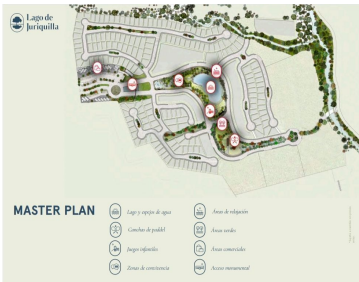 Lago de
Juriquilla
MASTER PLAN
Lago y espejos de agua
Canchas de paddel
Juegos infantiles
Zonas de convivencia
Áreas de relajación
Áreas verdes
Áreas comerciales
Acceso monumental